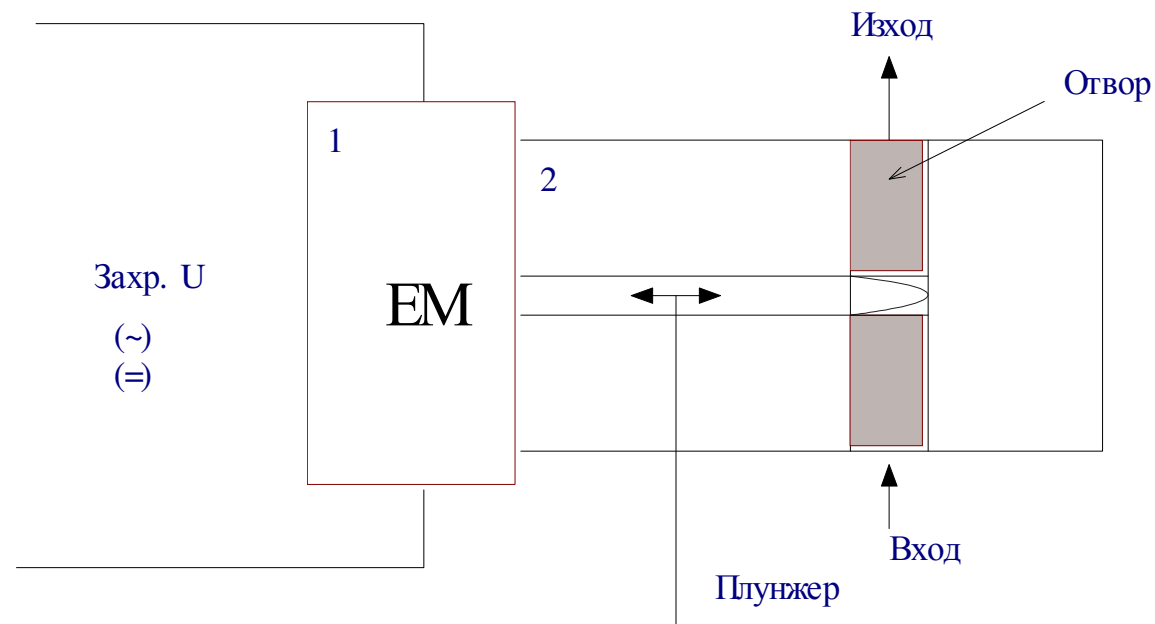 Изход
Отвор
1
2
Захр. U
(~)
(=)
ЕМ
Вход
Плунжер